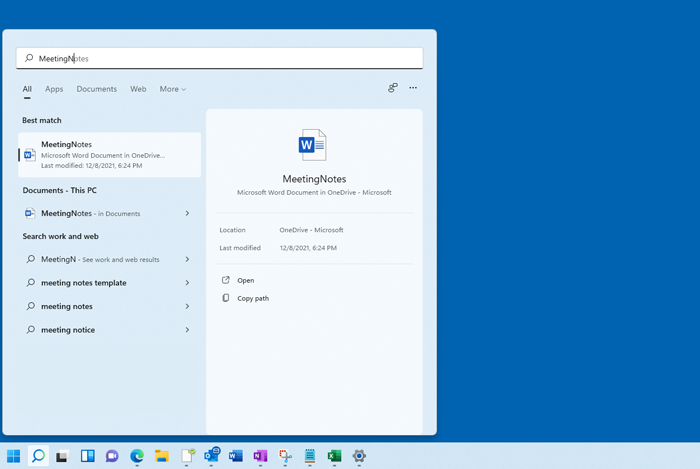 MeetingNotes
All Apps Documents Web More
Best match
MeetingNotes
Microsoft Word Document in OneDrive...
Last modified: 12/8/2021, 6:24 PM
Documents - This PC
MeetingNotes - in Documents
Search work and web
MeetingN - See work and web results
meeting notes template
meeting notes
meeting notice
MeetingNotes
Microsoft Word Document in OneDrive - Microsoft
Location OneDrive - Microsoft
Last modified 12/8/2021, 6:24 PM
Open
Copy path